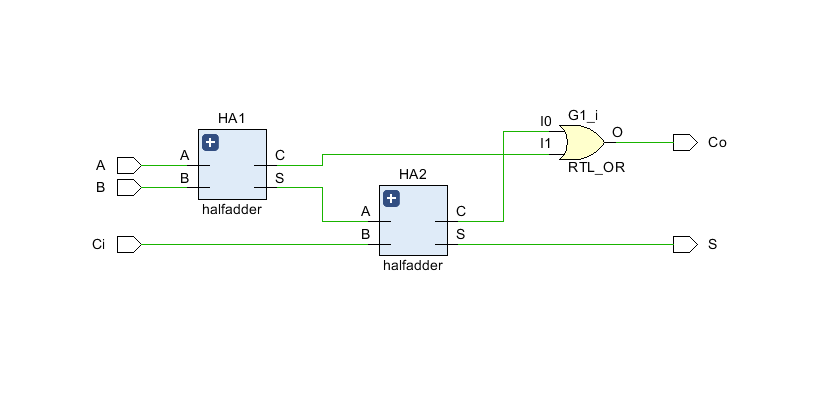 HA1
A
B
C
S
halfadder
A
B
Ci
HA2
A
B
C
S
halfadder
G1_i
I0
I1
O
RTL_OR
Co
S